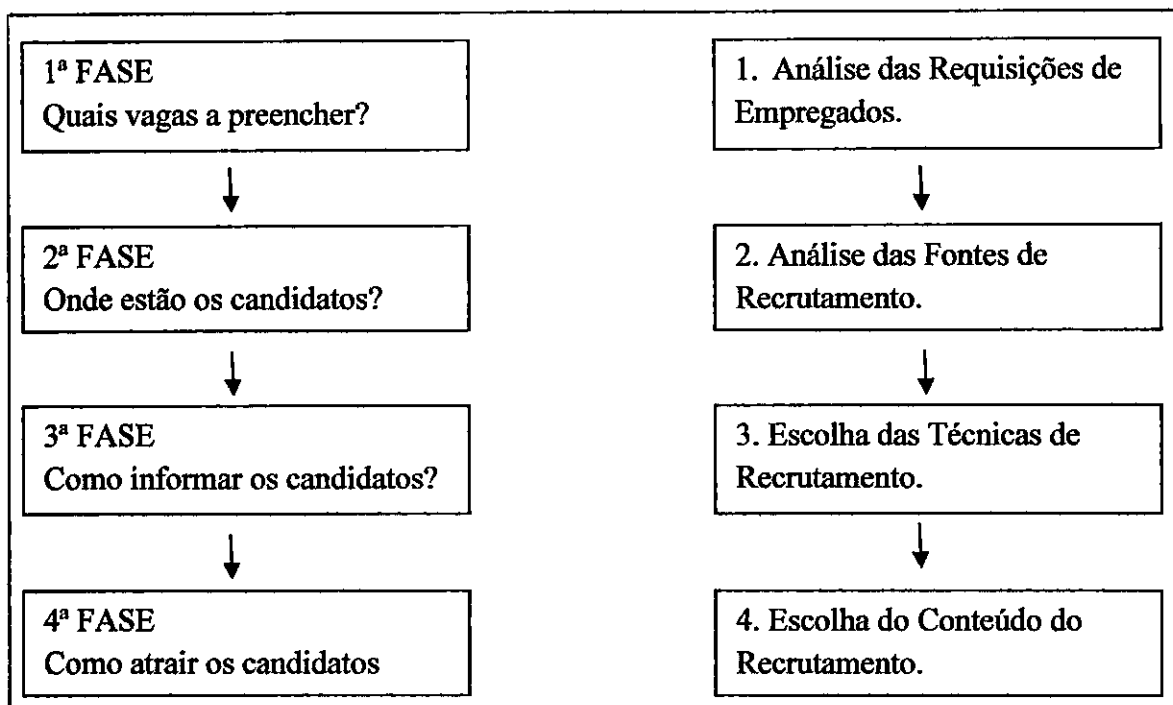 1ª FASE
Quais vagas a preencher?
1. Análise das Requisições de
Empregados.
2ª FASE
Onde estão os candidatos?
2. Análise das Fontes de
Recrutamento.
3ª FASE
Como informar os candidatos?
3. Escolha das Técnicas de
Recrutamento.
4ª FASE
Como atrair os candidatos
4. Escolha do Conteúdo do
Recrutamento.